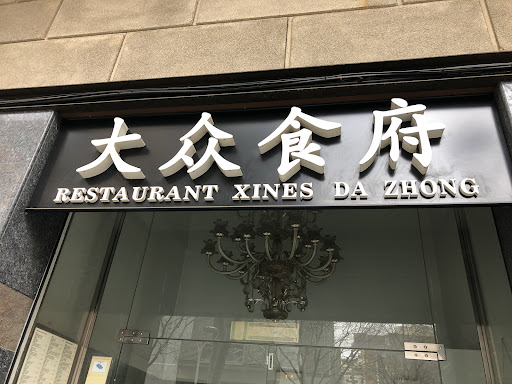 大众食府
RESTAURANT XINES DA ZHONG